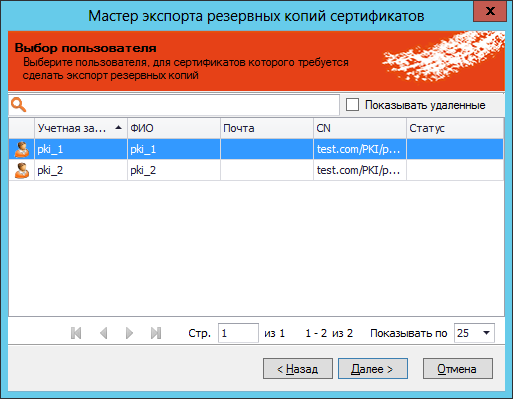 Мастер экспорта резервных копий сертификатов
x
Выбор пользователя
Выберите пользователя, для сертификатов которого требуется
сделать экспорт резервных копий
Показывать удаленные
Учетная за... ФИО Почта CN Статус
pki_1 pki_1 test.com/PKI/p...
pki_2 pki_2 test.com/PKI/p...
Стр. 1 из 1 1 - 2 из 2 Показывать по 25
< Назад Далее > Отмена